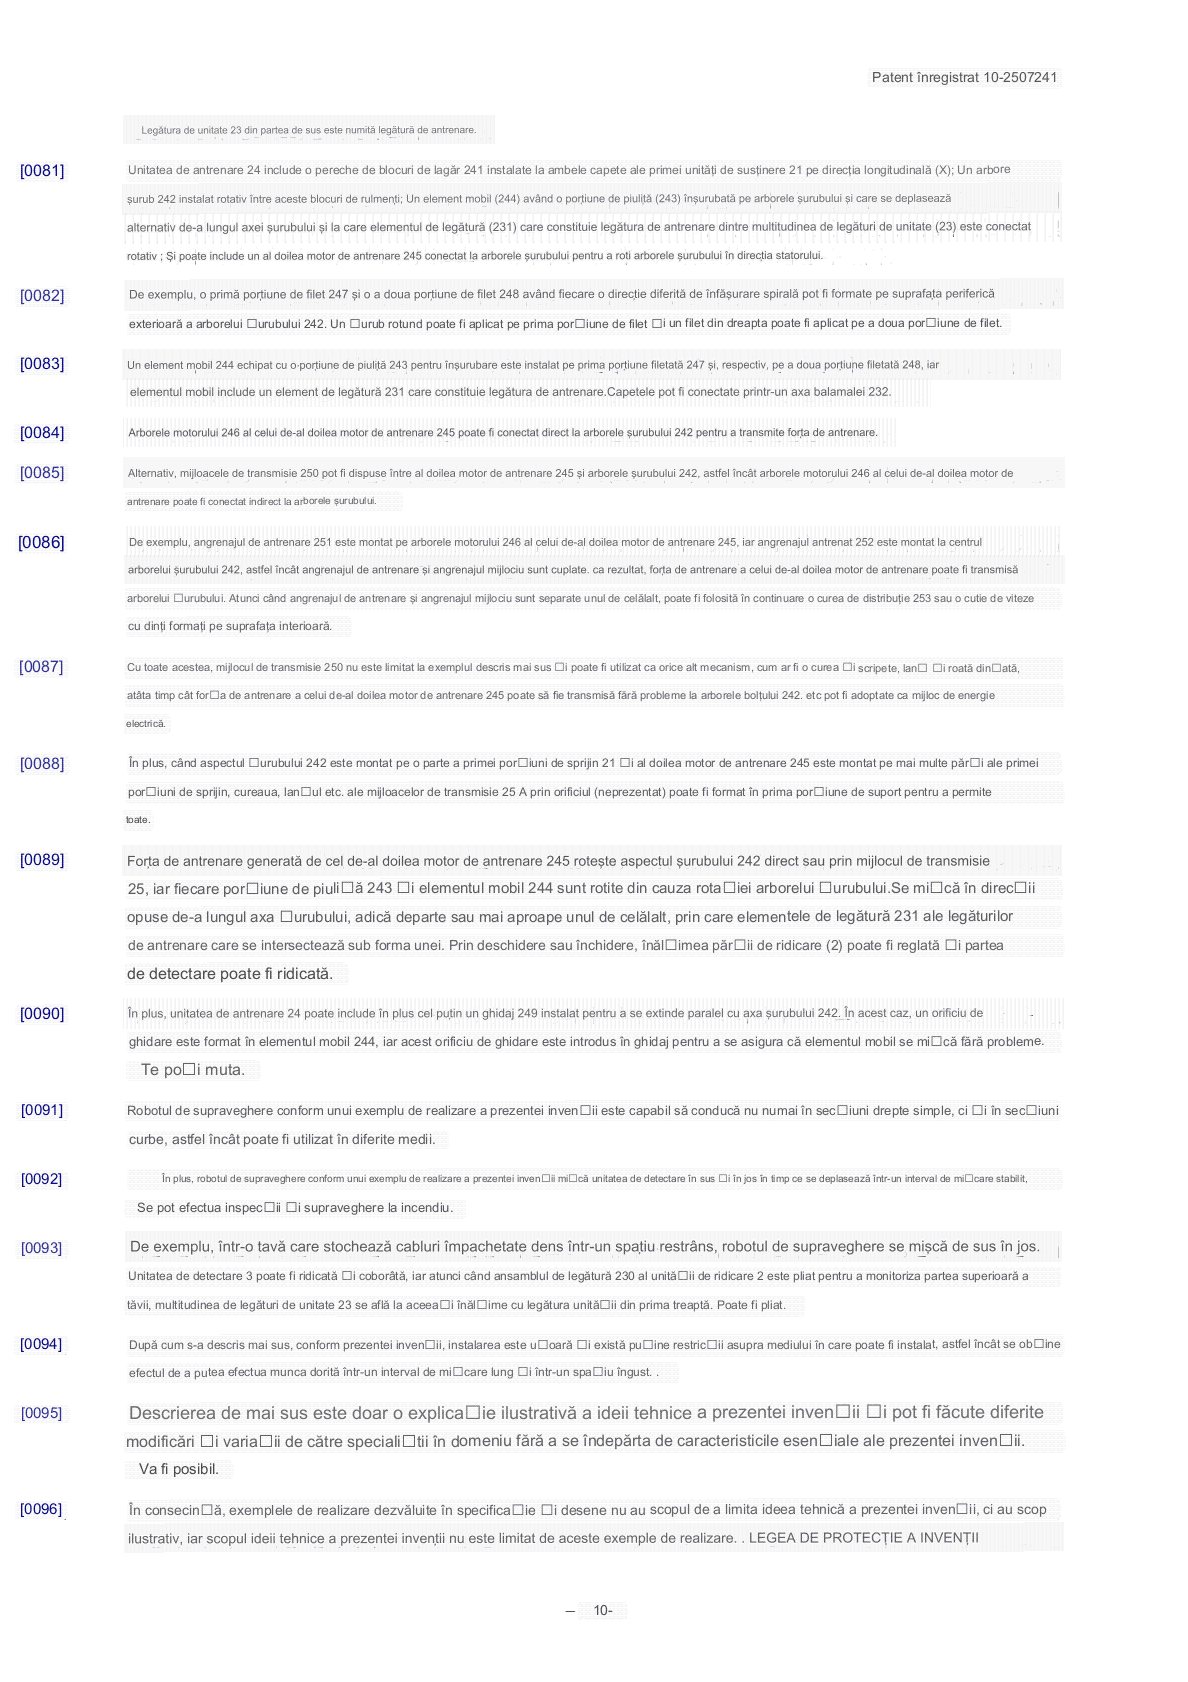 Patent înregistrat 10-2507241
Legătura de unitate 23 din partea de sus este numită legătură de antrenare.
[0081] Unitatea de antrenare 24 include o pereche de blocuri de lagăr 241 instalate la ambele capete ale primei unități de susținere 21 pe direcția longitudinală (X); Un arbore
șurub 242 instalat rotativ între aceste blocuri de rulmenți; Un element mobil (244) având o porțiune de piuliță (243) înșurubată pe arborele șurubului și care se deplasează
alternativ de-a lungul axei șurubului și la care elementul de legătură (231) care constituie legătura de antrenare dintre multitudinea de legături de unitate (23) este conectat
rotativ ; Și poate include un al doilea motor de antrenare 245 conectat la arborele șurubului pentru a roti arborele șurubului în direcția statorului.
[0082] De exemplu, o primă porțiune de filet 247 și o a doua porțiune de filet 248 având fiecare o direcție diferită de înfășurare spirală pot fi formate pe suprafața periferică
exterioară a arborelui □urubului 242. Un □urub rotund poate fi aplicat pe prima por□iune de filet □i un filet din dreapta poate fi aplicat pe a doua por□iune de filet.
[0083] Un element mobil 244 echipat cu o porțiune de piuliță 243 pentru înșurubare este instalat pe prima porțiune filetată 247 și, respectiv, pe a doua porțiune filetată 248, iar
elementul mobil include un element de legătură 231 care constituie legătura de antrenare.Capetele pot fi conectate printr-un axa balamalei 232.
[0084] Arborele motorului 246 al celui de-al doilea motor de antrenare 245 poate fi conectat direct la arborele șurubului 242 pentru a transmite forța de antrenare.
[0085] Alternativ, mijloacele de transmisie 250 pot fi dispuse între al doilea motor de antrenare 245 și arborele șurubului 242, astfel încât arborele motorului 246 al celui de-al doilea motor de
antrenare poate fi conectat indirect la arborele șurubului.
[0086] De exemplu, angrenajul de antrenare 251 este montat pe arborele motorului 246 al celui de-al doilea motor de antrenare 245, iar angrenajul antrenat 252 este montat la centrul
arborelui șurubului 242, astfel încât angrenajul de antrenare și angrenajul mijlociu sunt cuplate. ca rezultat, forța de antrenare a celui de-al doilea motor de antrenare poate fi transmisă
arborelui □urubului. Atunci când angrenajul de antrenare și angrenajul mijlociu sunt separate unul de celălalt, poate fi folosită în continuare o curea de distribuție 253 sau o cutie de viteze
cu dinți formați pe suprafața interioară.
[0087] Cu toate acestea, mijlocul de transmisie 250 nu este limitat la exemplul descris mai sus □i poate fi utilizat ca orice alt mecanism, cum ar fi o curea □i scripete, lan□ □i roată din□ată,
atâta timp cât for□a de antrenare a celui de-al doilea motor de antrenare 245 poate să fie transmisă fără probleme la arborele bolțului 242. etc pot fi adoptate ca mijloc de energie
electrică.
[0088] În plus, când aspectul □urubului 242 este montat pe o parte a primei por□iuni de sprijin 21 □i al doilea motor de antrenare 245 este montat pe mai multe păr□i ale primei
por□iuni de sprijin, cureaua, lan□ul etc. ale mijloacelor de transmisie 25 A prin orificiul (neprezentat) poate fi format în prima por□iune de suport pentru a permite
toate.
[0089] Forța de antrenare generată de cel de-al doilea motor de antrenare 245 rotește aspectul șurubului 242 direct sau prin mijlocul de transmisie
25, iar fiecare por□iune de piuli□ă 243 □i elementul mobil 244 sunt rotite din cauza rota□iei arborelui □urubului.Se mi□că în direc□ii
opuse de-a lungul axa □urubului, adică departe sau mai aproape unul de celălalt, prin care elementele de legătură 231 ale legăturilor
de antrenare care se intersectează sub forma unei. Prin deschidere sau închidere, înăl□imea păr□ii de ridicare (2) poate fi reglată □i partea
de detectare poate fi ridicată.
[0090] În plus, unitatea de antrenare 24 poate include în plus cel puțin un ghidaj 249 instalat pentru a se extinde paralel cu axa șurubului 242. În acest caz, un orificiu de
ghidare este format în elementul mobil 244, iar acest orificiu de ghidare este introdus în ghidaj pentru a se asigura că elementul mobil se mi□că fără probleme.
Te po□i muta.
[0091] Robotul de supraveghere conform unui exemplu de realizare a prezentei inven□ii este capabil să conducă nu numai în sec□iuni drepte simple, ci □i în sec□iuni
curbe, astfel încât poate fi utilizat în diferite medii.
[0092] În plus, robotul de supraveghere conform unui exemplu de realizare a prezentei inven□ii mi□că unitatea de detectare în sus □i în jos în timp ce se deplasează într-un interval de mi□care stabilit,
Se pot efectua inspec□ii □i supraveghere la incendiu.
[0093] De exemplu, într-o tavă care stochează cabluri împachetate dens într-un spațiu restrâns, robotul de supraveghere se mișcă de sus în jos.
Unitatea de detectare 3 poate fi ridicată □i coborâtă, iar atunci când ansamblul de legătură 230 al unită□ii de ridicare 2 este pliat pentru a monitoriza partea superioară a
tăvii, multitudinea de legături de unitate 23 se află la aceea□i înăl□ime cu legătura unită□ii din prima treaptă. Poate fi pliat.
[0094] După cum s-a descris mai sus, conform prezentei inven□ii, instalarea este u□oară □i există pu□ine restric□ii asupra mediului în care poate fi instalat, astfel încât se ob□ine
efectul de a putea efectua munca dorită într-un interval de mi□care lung □i într-un spa□iu îngust. .
[0095] Descrierea de mai sus este doar o explica□ie ilustrativă a ideii tehnice a prezentei inven□ii □i pot fi făcute diferite
modificări □i varia□ii de către speciali□tii în domeniu fără a se îndepărta de caracteristicile esen□iale ale prezentei inven□ii.
Va fi posibil.
[0096] În consecin□ă, exemplele de realizare dezvăluite în specifica□ie □i desene nu au scopul de a limita ideea tehnică a prezentei inven□ii, ci au scop
ilustrativ, iar scopul ideii tehnice a prezentei invenții nu este limitat de aceste exemple de realizare. . LEGEA DE PROTECȚIE A INVENȚII
– 10-